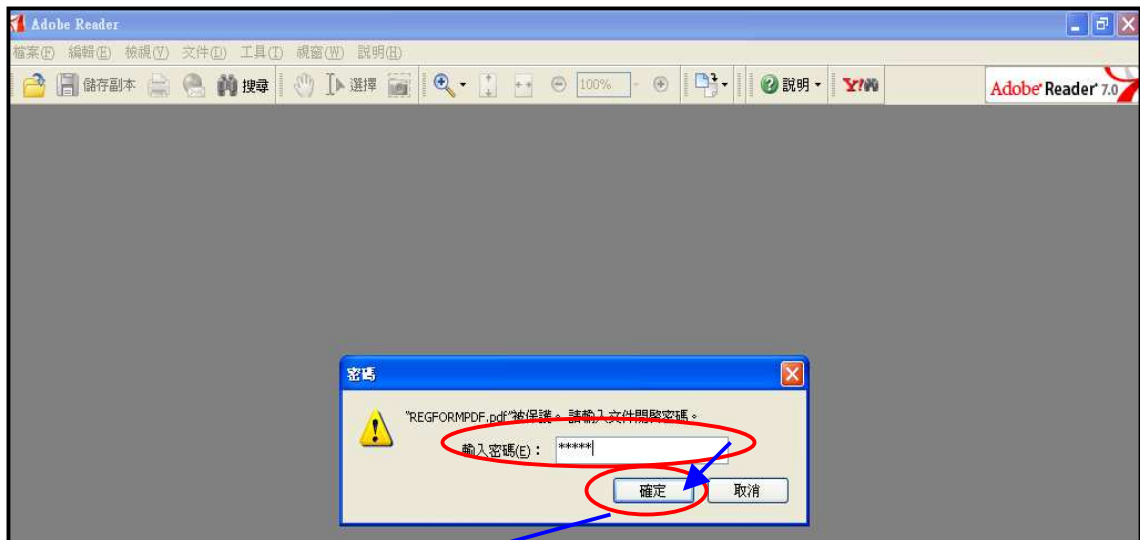 Adobe Reader
檔案(F) 編輯(E) 檢視(V) 文件(D) 工具(T) 視窗(W) 說明(H)
儲存副本 搜尋 選擇 100% 說明 Y! Adobe Reader 7.0
密碼
"REGFORMPDF.pdf"被保護。 請輸入文件開啟密碼。
輸入密碼(E)： *****
確定 取消